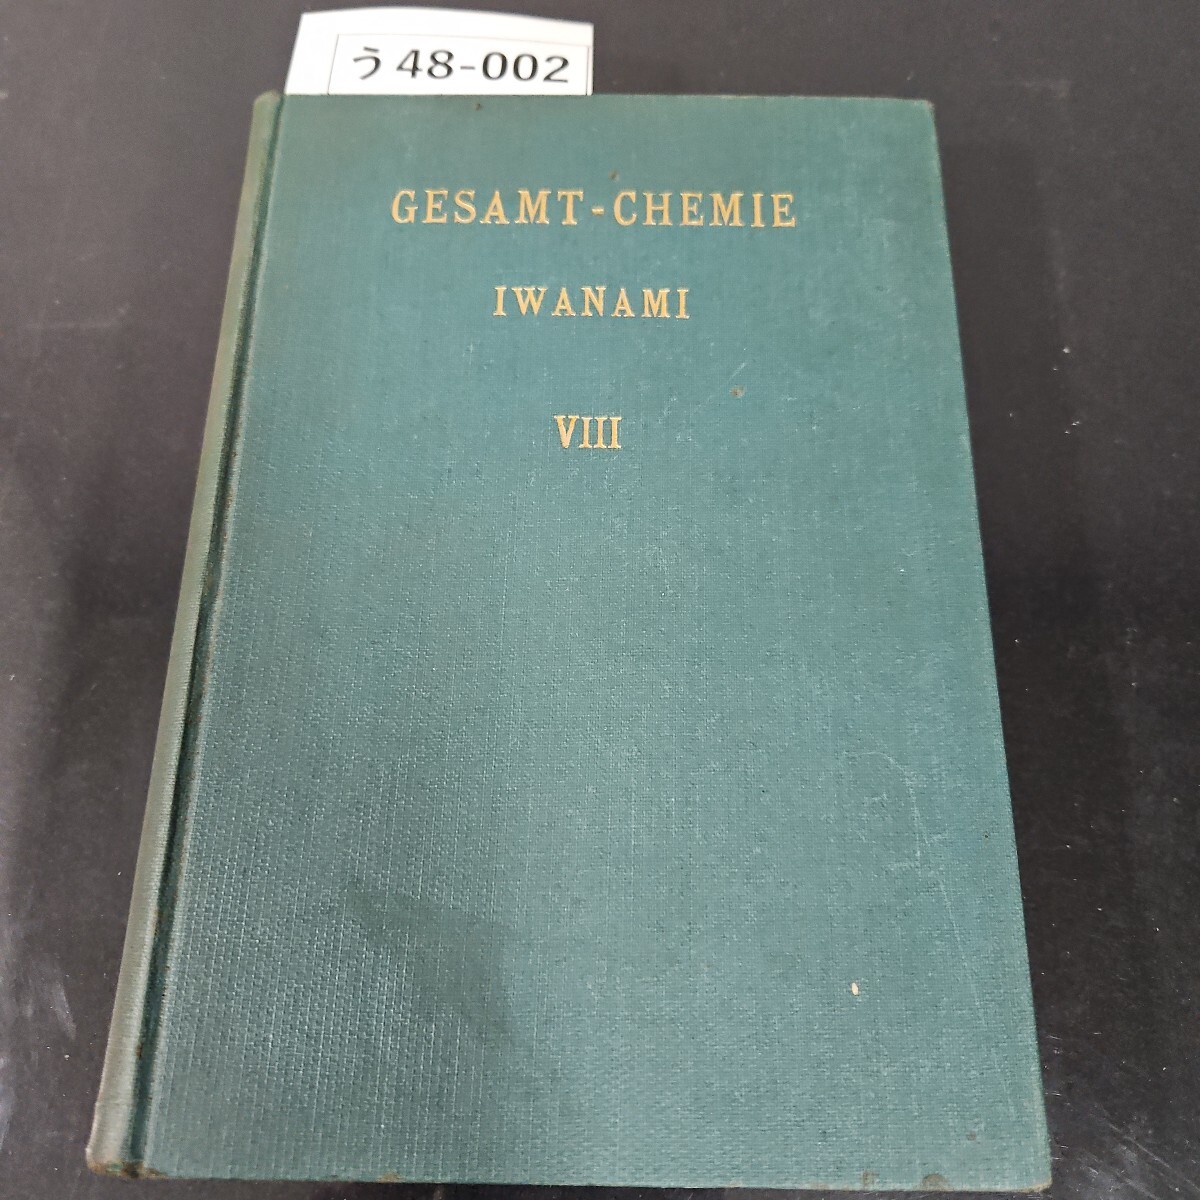 う48-002
GESAMT-CHEMIE
IWANAMI
VIII